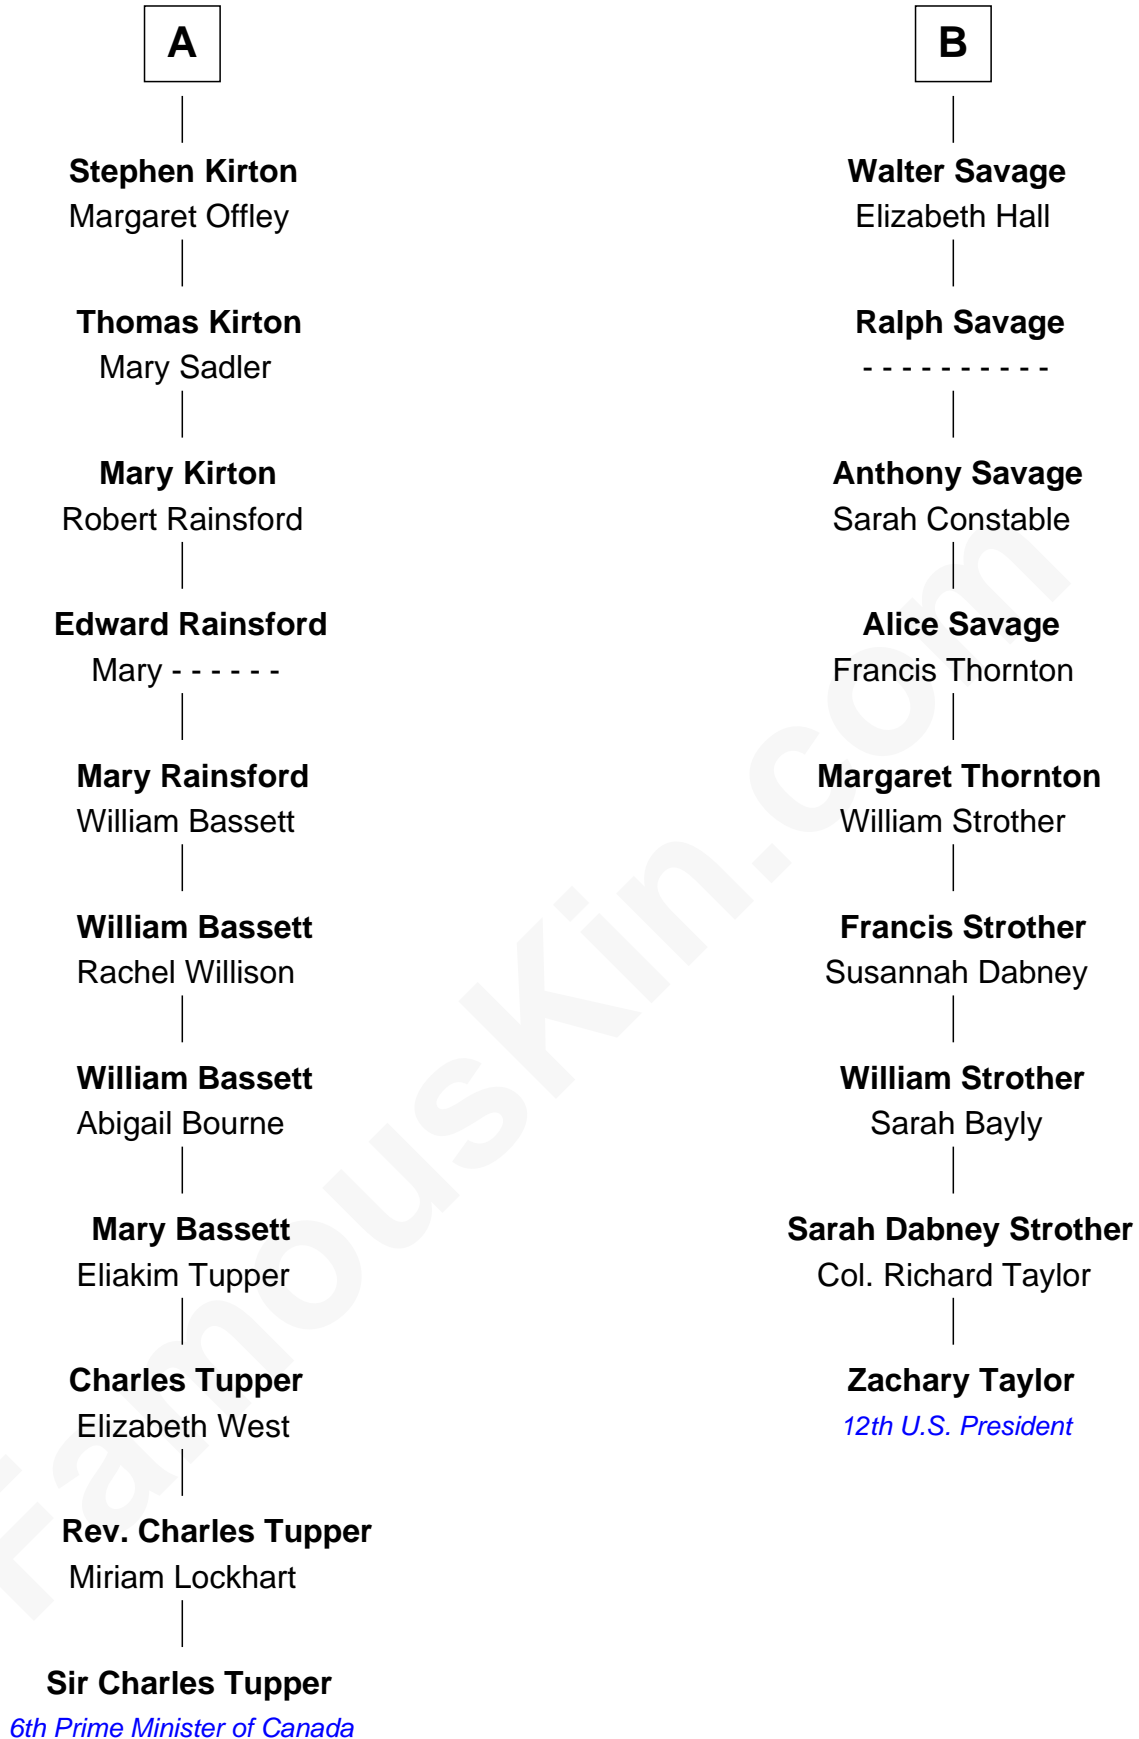 A
Stephen Kirton
Margaret Offley
Thomas Kirton
Mary Sadler
Mary Kirton
Robert Rainsford
Edward Rainsford
Mary - - - - - -
Mary Rainsford
William Bassett
William Bassett
Rachel Willison
William Bassett
Abigail Bourne
Mary Bassett
Eliakim Tupper
Charles Tupper
Elizabeth West
Rev. Charles Tupper
Miriam Lockhart
Sir Charles Tupper
6th Prime Minister of Canada
B
Walter Savage
Elizabeth Hall
Ralph Savage
- - - - - - - - - -
Anthony Savage
Sarah Constable
Alice Savage
Francis Thornton
Margaret Thornton
William Strother
Francis Strother
Susannah Dabney
William Strother
Sarah Bayly
Sarah Dabney Strother
Col. Richard Taylor
Zachary Taylor
12th U.S. President
FamousKin.com